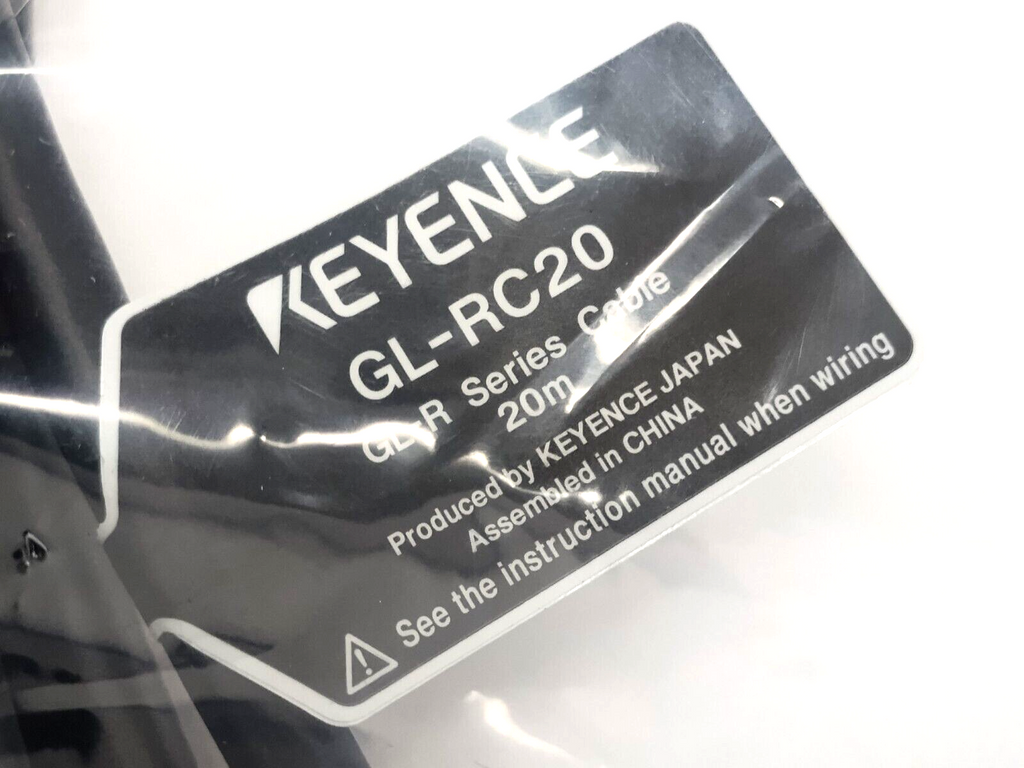 KEYENCE
GL-RC20
GL-R Series Cable
20m
Produced by KEYENCE JAPAN
Assembled in CHINA
See the instruction manual when wiring